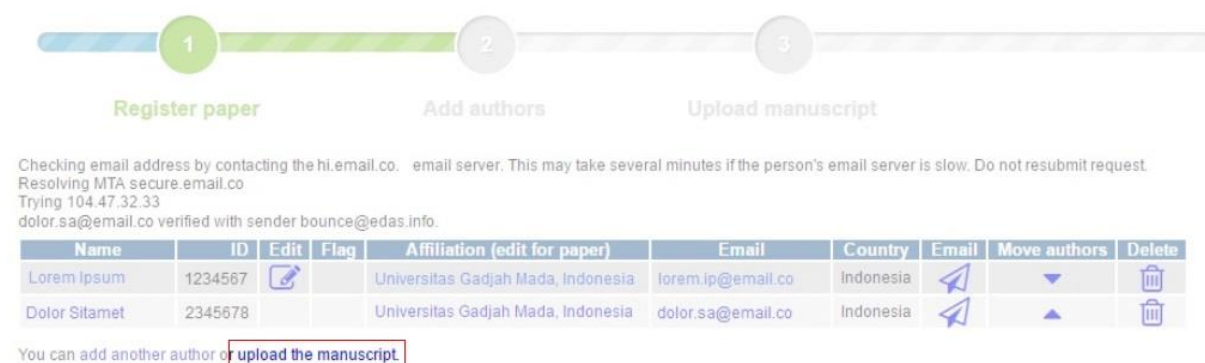 1 2 3
Register paper Add authors Upload manuscript
Checking email address by contacting the hi.email.co. email server. This may take several minutes if the person's email server is slow. Do not resubmit request.
Resolving MTA secure.email.co
Trying 104.47.32.33
dolor.sa@email.co verified with sender bounce@edas.info.
Name ID Edit Flag Affiliation (edit for paper) Email Country Email Move authors Delete
Lorem Ipsum 1234567 Universitas Gadjah Mada, Indonesia lorem.ip@email.co Indonesia
Dolor Sitamet 2345678 Universitas Gadjah Mada, Indonesia dolor.sa@email.co Indonesia
You can add another author or upload the manuscript.